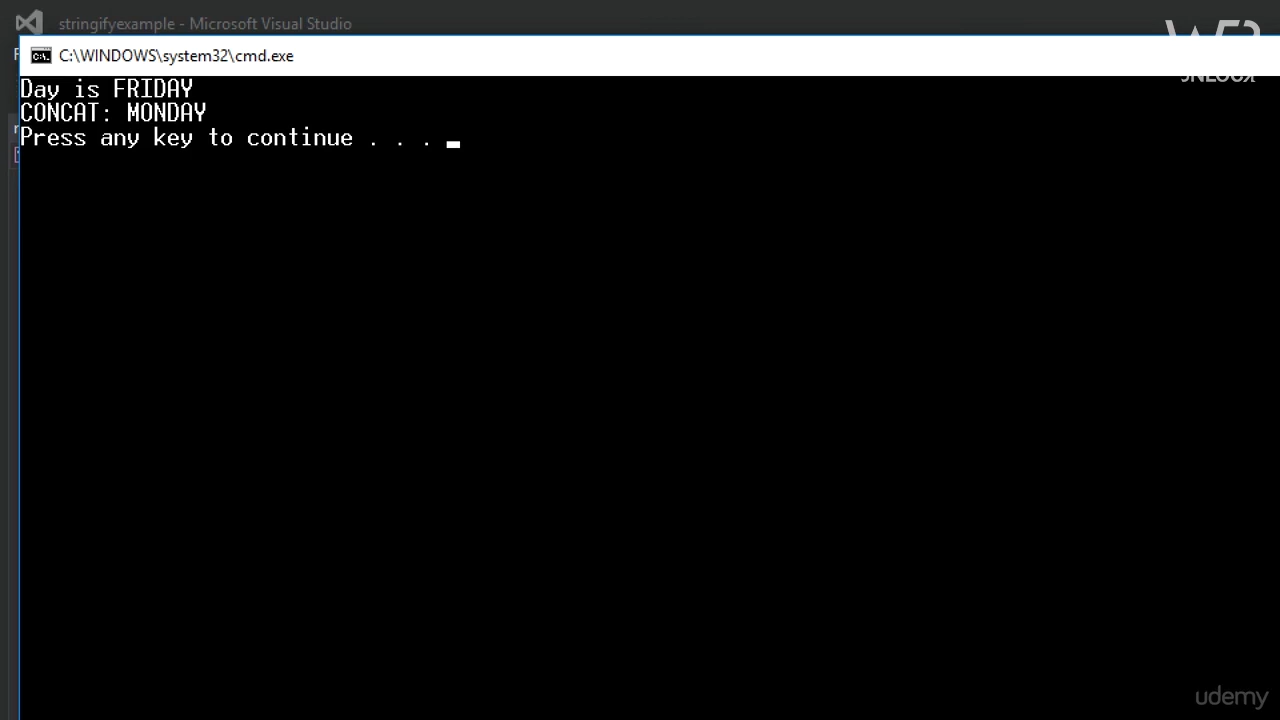 stringifyexample - Microsoft Visual Studio
C:\WINDOWS\system32\cmd.exe
Day is FRIDAY
CONCAT: MONDAY
Press any key to continue . . .
udemy